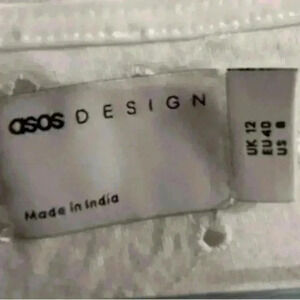 asos DESIGN
Made in India
UK 12
EU 40
US 8